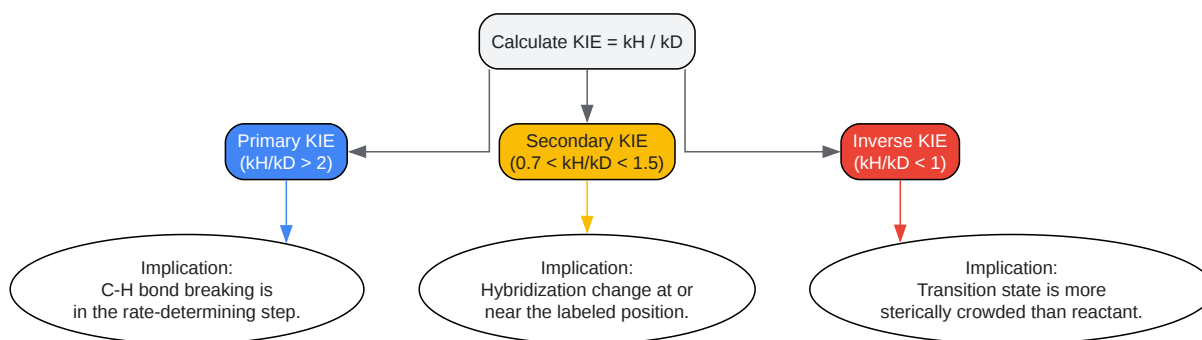 Calculate KIE = kH / kD
Primary KIE
(kH/kD > 2)
Secondary KIE
(0.7 < kH/kD < 1.5)
Inverse KIE
(kH/kD < 1)
Implication:
C-H bond breaking is
in the rate-determining step.
Implication:
Hybridization change at or
near the labeled position.
Implication:
Transition state is more
sterically crowded than reactant.